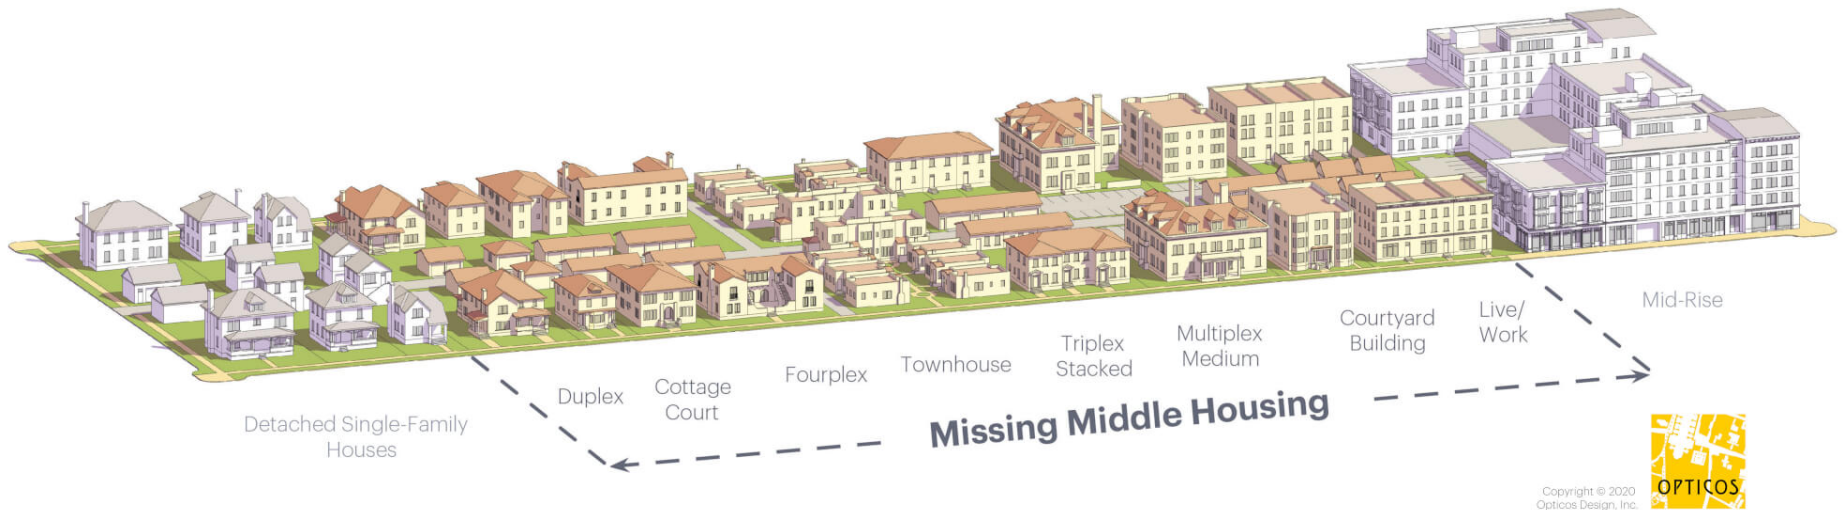 Detached Single-Family
Houses
Duplex
Cottage
Court
Fourplex
Townhouse
Triplex
Stacked
Multiplex
Medium
Courtyard
Building
Live/
Work
Mid-Rise
Missing Middle Housing
Copyright © 2020
Opticos Design, Inc.
OPTICOS